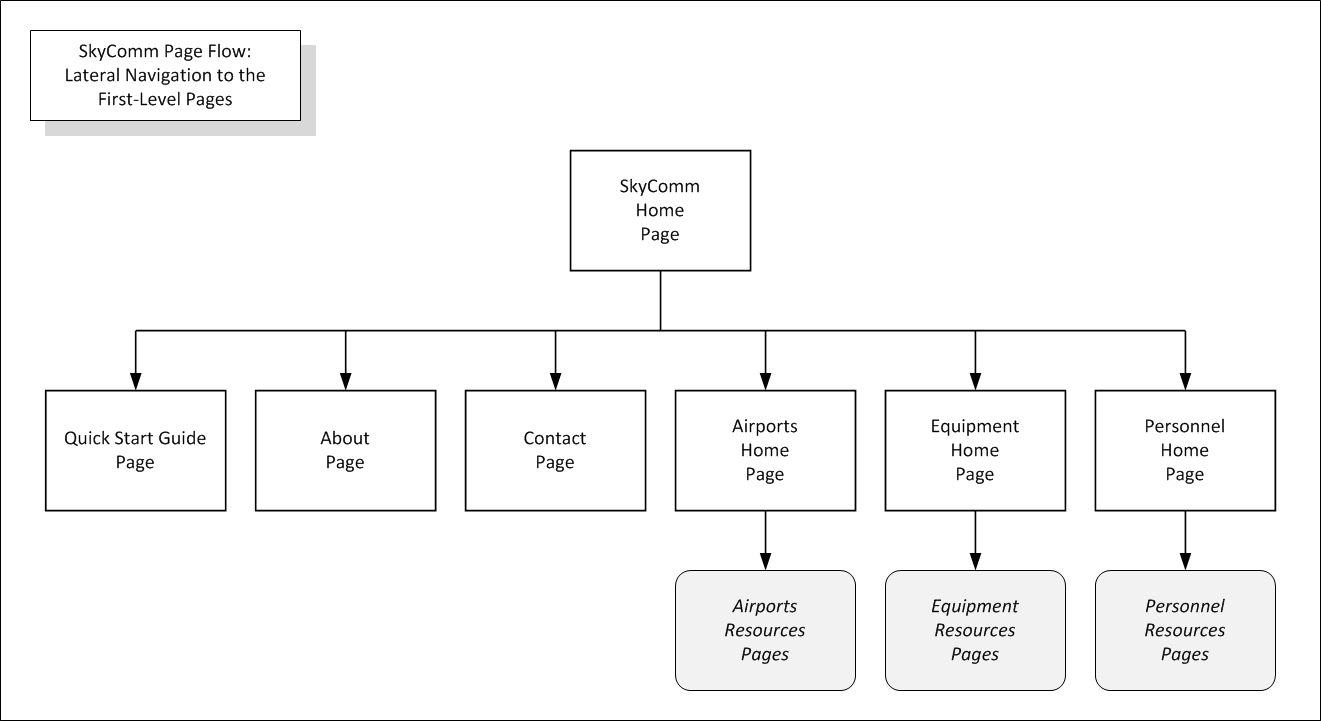 SkyComm Page Flow:
Lateral Navigation to the
First-Level Pages
SkyComm
Home
Page
Quick Start Guide
Page
About
Page
Contact
Page
Airports
Home
Page
Equipment
Home
Page
Personnel
Home
Page
Airports
Resources
Pages
Equipment
Resources
Pages
Personnel
Resources
Pages